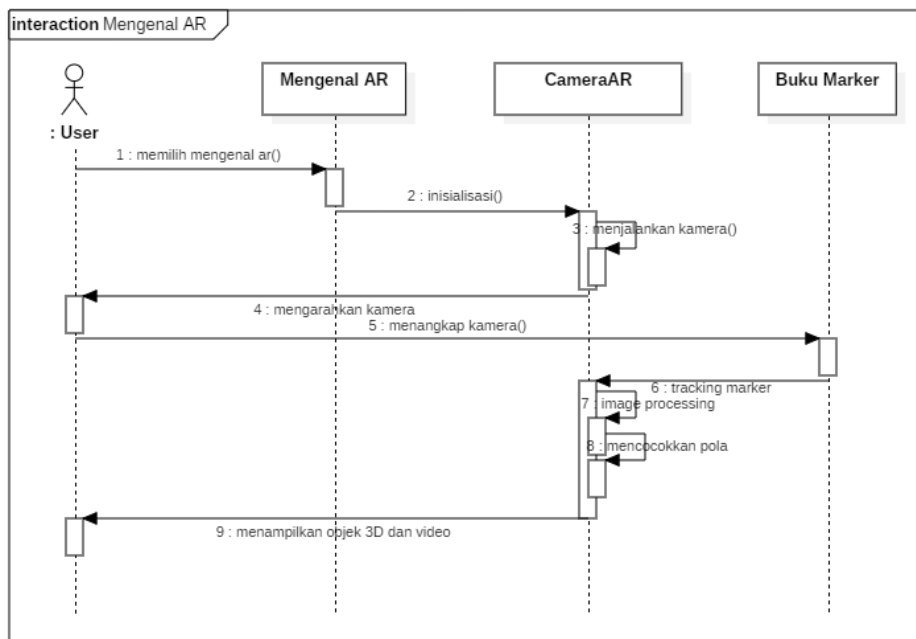 interaction Mengenal AR
: User
Mengenal AR
CameraAR
Buku Marker
1 : memilih mengenal ar()
2 : inisialisasi()
3 : menjalankan kamera()
4 : mengarahkan kamera
5 : menangkap kamera()
6 : tracking marker
7 : image processing
8 : mencocokkan pola
9 : menampilkan objek 3D dan video